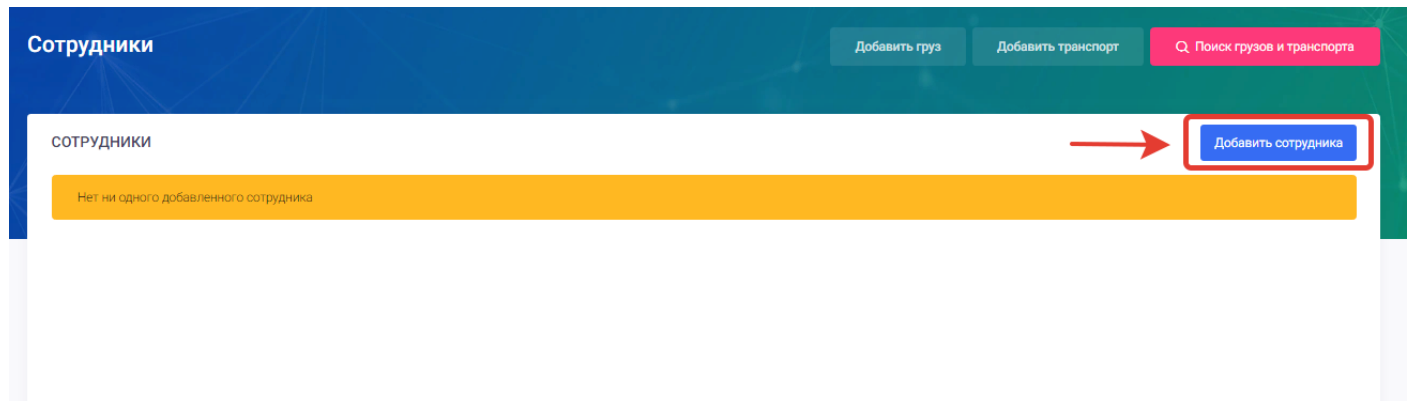 Сотрудники
Добавить груз
Добавить транспорт
Поиск грузов и транспорта
СОТРУДНИКИ
Добавить сотрудника
Нет ни одного добавленного сотрудника